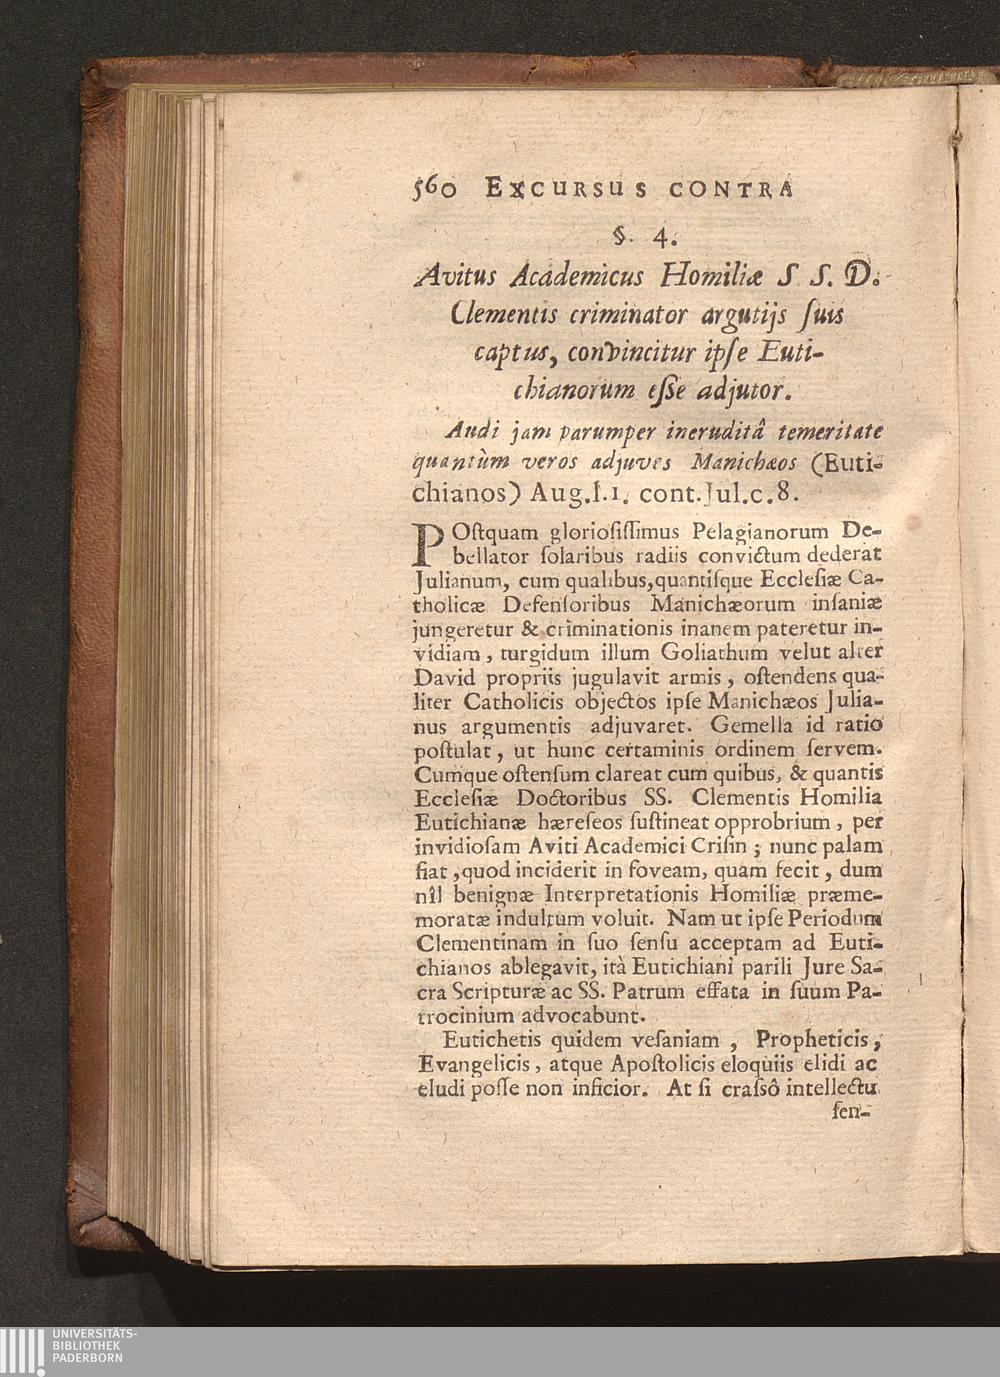 560 EXCURSUS CONTRA
§. 4.
Avitus Academicus Homiliæ S S. D.
Clementis criminator argutijs ſuis
captus, convincitur ipſe Euti-
chianorum eſſe adjutor.
Audi jam parumper ineruditâ temeritate
quantùm veros adjuves Manichæos (Euti-
chianos) Aug.l.1. cont.Jul.c.8.
POſtquam glorioſiſſimus Pelagianorum De-
bellator ſolaribus radiis convictum dederat
Julianum, cum qualibus,quantiſque Eccleſiæ Ca-
tholicæ Defenſoribus Manichæorum inſaniæ
jungeretur & criminationis inanem pateretur in-
vidiam, turgidum illum Goliathum velut alter
David propriis jugulavit armis, oſtendens qua-
liter Catholicis objectos ipſe Manichæos Julia-
nus argumentis adjuvaret. Gemella id ratio
poſtulat, ut hunc certaminis ordinem ſervem.
Cumque oſtenſum clareat cum quibus, & quantis
Eccleſiæ Doctoribus SS. Clementis Homilia
Eutichianæ hæreſeos ſuſtineat opprobrium, per
invidioſam Aviti Academici Criſin; nunc palam
fiat,quod inciderit in foveam, quam fecit, dum
nîl benignæ Interpretationis Homiliæ præme-
moratæ indultum voluit. Nam ut ipſe Periodum
Clementinam in ſuo ſenſu acceptam ad Euti-
chianos ablegavit, ità Eutichiani parili Jure Sa-
cra Scripturæ ac SS. Patrum effata in ſuum Pa-
trocinium advocabunt.
Eutichetis quidem veſaniam, Propheticis,
Evangelicis, atque Apoſtolicis eloquiis elidi ac
eludi poſſe non inficior. At ſi craſsô intellectu
ſen-
UNIVERSITÄTS-
BIBLIOTHEK
PADERBORN